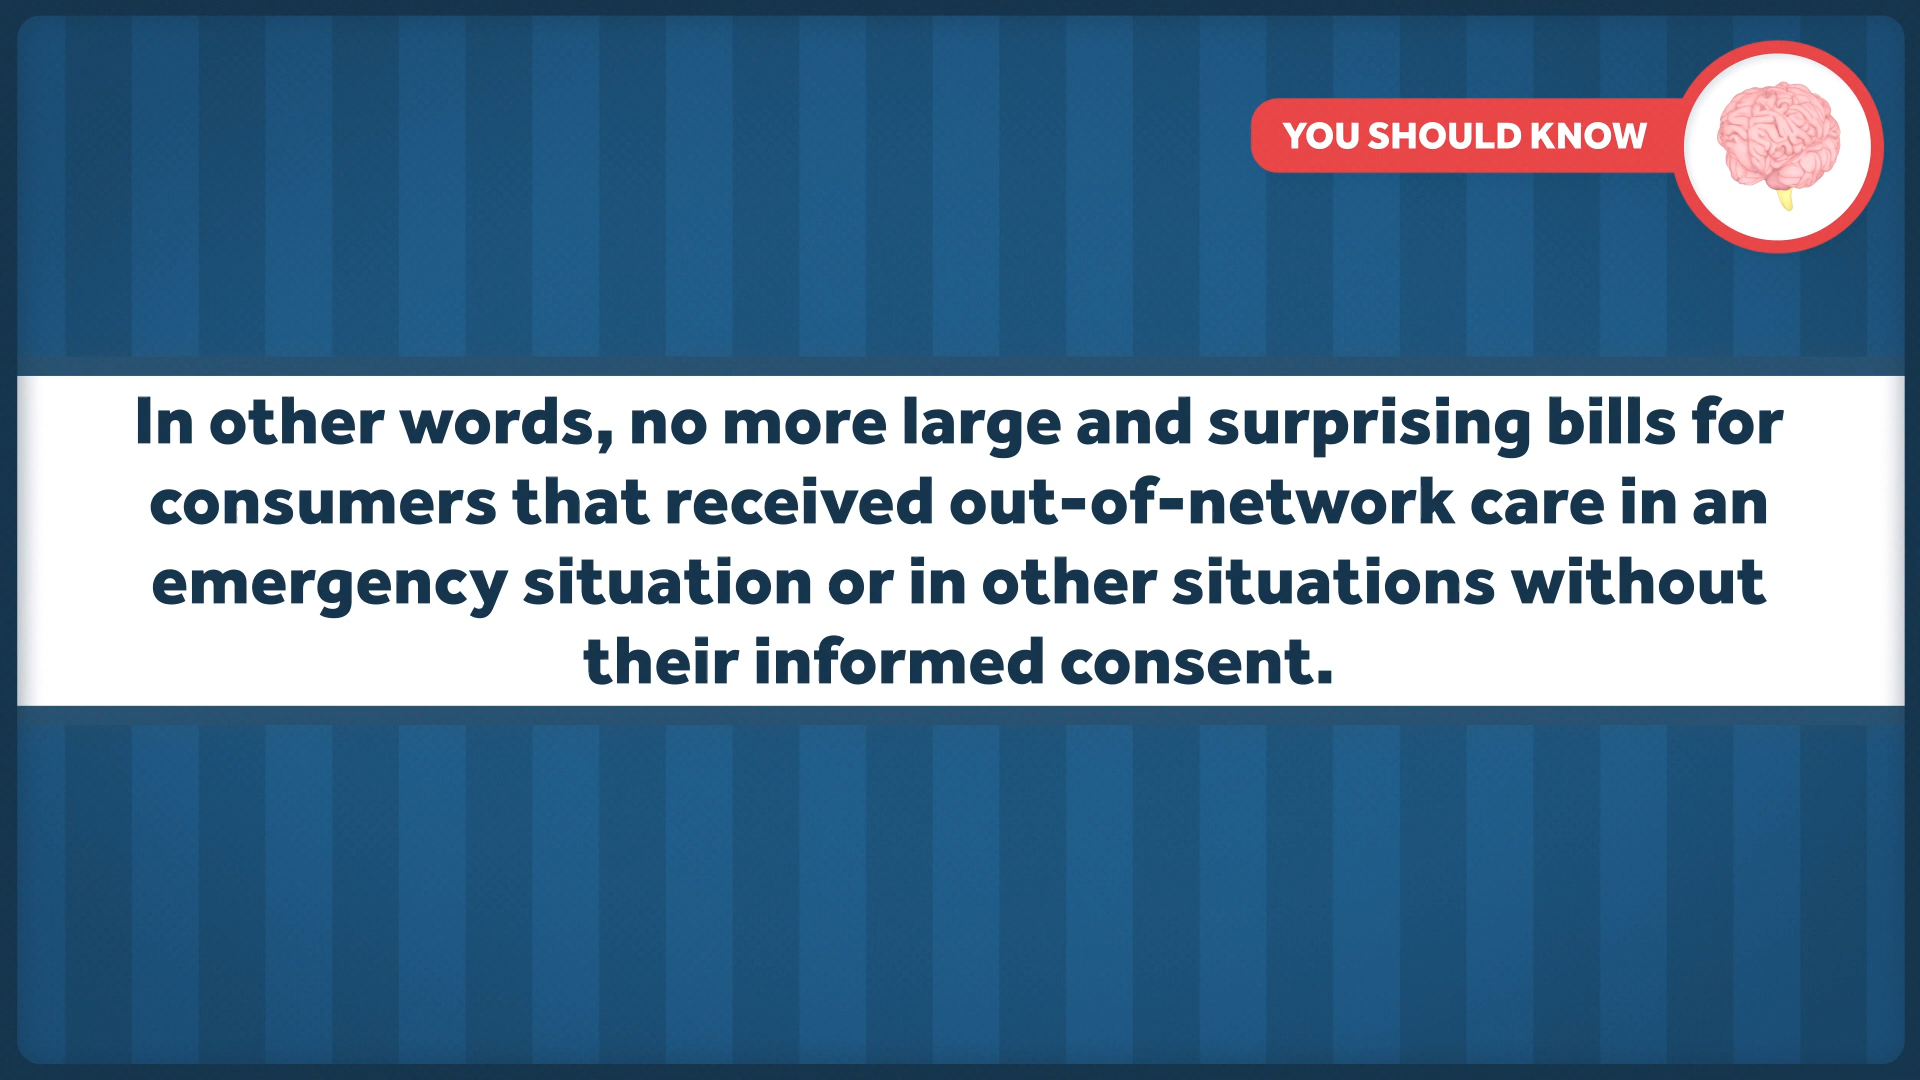 YOU SHOULD KNOW
In other words, no more large and surprising bills for
consumers that received out-of-network care in an
emergency situation or in other situations without
their informed consent.